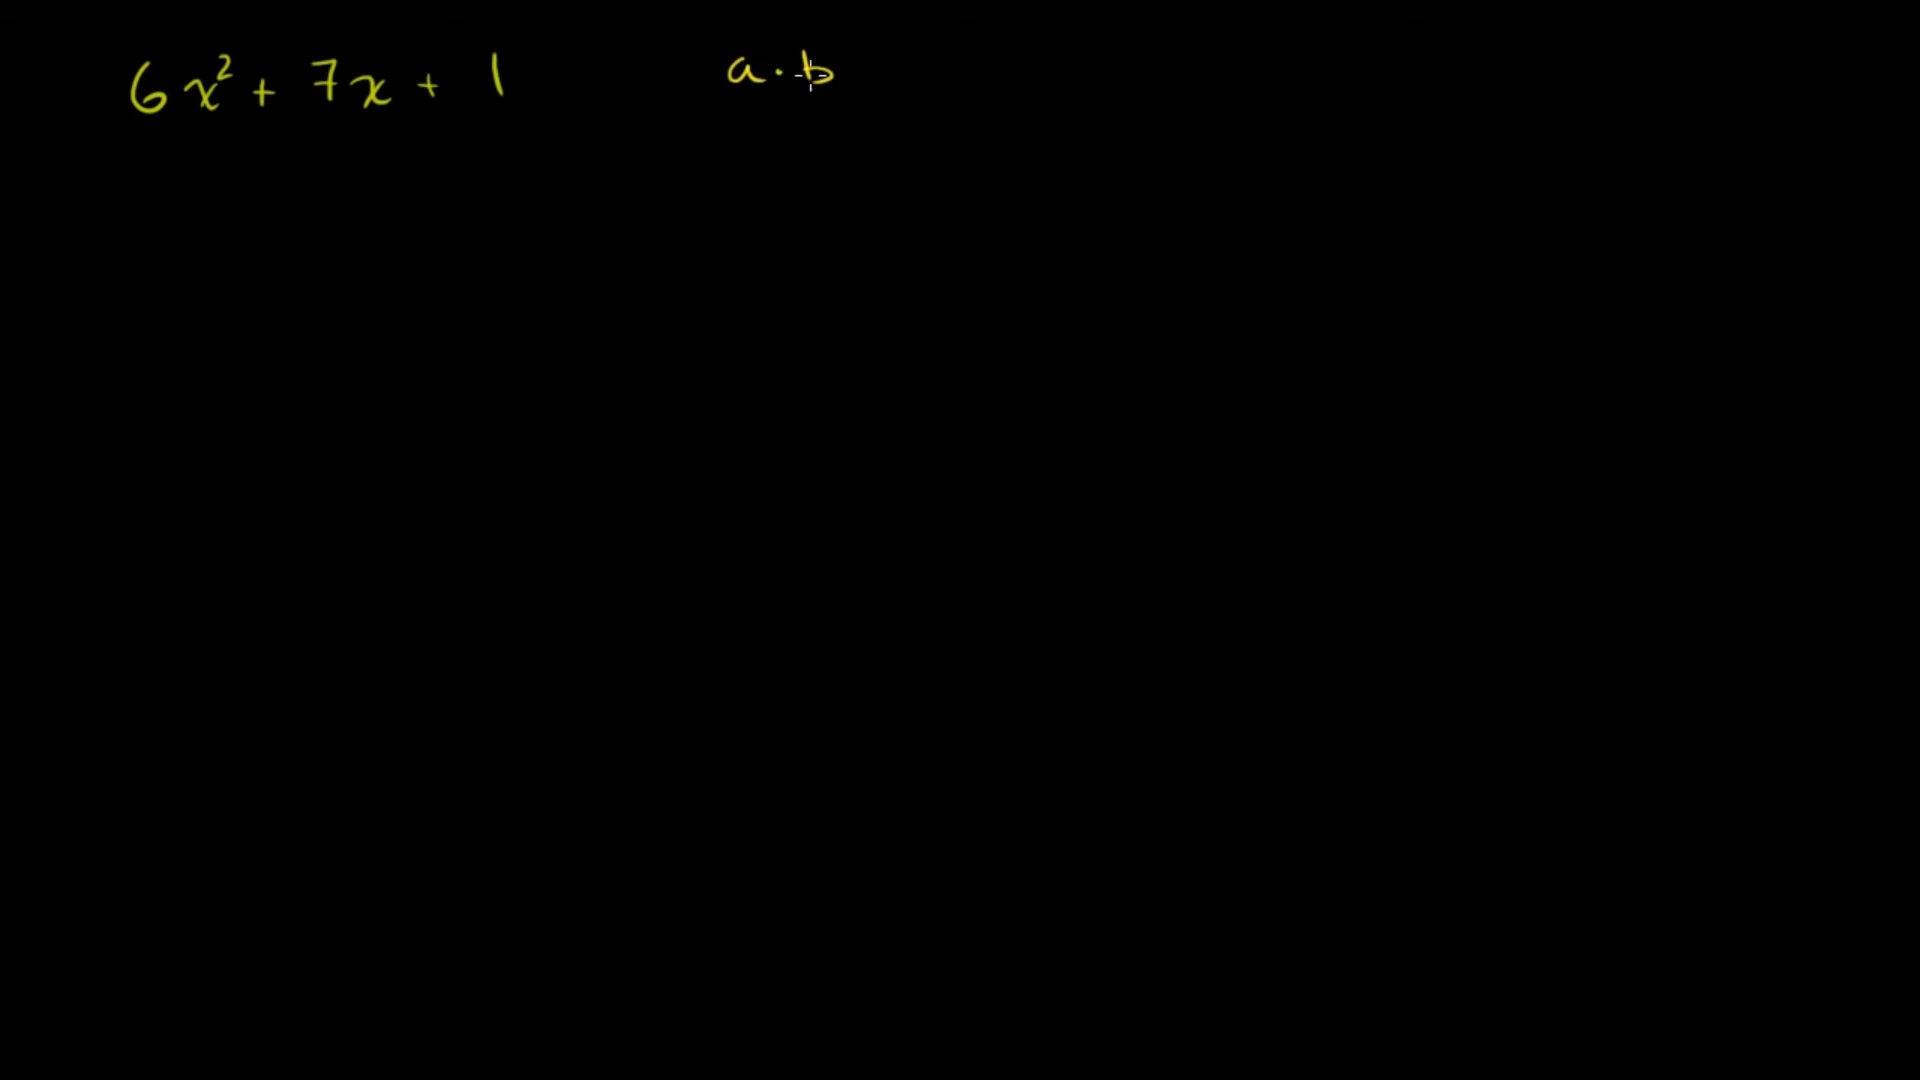 6x² + 7x + 1 a · b